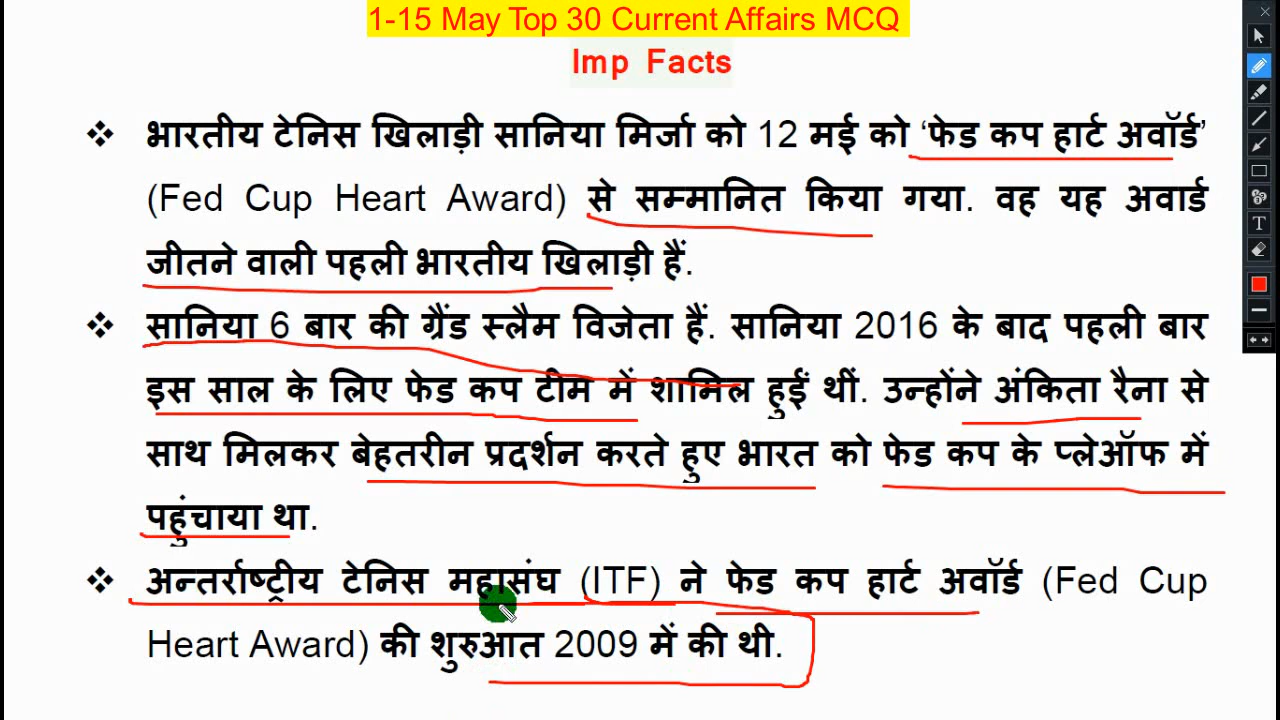 1-15 May Top 30 Current Affairs MCQ
Imp Facts
❖ भारतीय टेनिस खिलाड़ी सानिया मिर्जा को 12 मई को ‘फेड कप हार्ट अवॉर्ड’
(Fed Cup Heart Award) से सम्मानित किया गया. वह यह अवार्ड
जीतने वाली पहली भारतीय खिलाड़ी हैं.
❖ सानिया 6 बार की ग्रैंड स्लैम विजेता हैं. सानिया 2016 के बाद पहली बार
इस साल के लिए फेड कप टीम में शामिल हुईं थीं. उन्होंने अंकिता रैना से
साथ मिलकर बेहतरीन प्रदर्शन करते हुए भारत को फेड कप के प्लेऑफ में
पहुंचाया था.
❖ अन्तर्राष्ट्रीय टेनिस महासंघ (ITF) ने फेड कप हार्ट अवॉर्ड (Fed Cup
Heart Award) की शुरुआत 2009 में की थी.
T